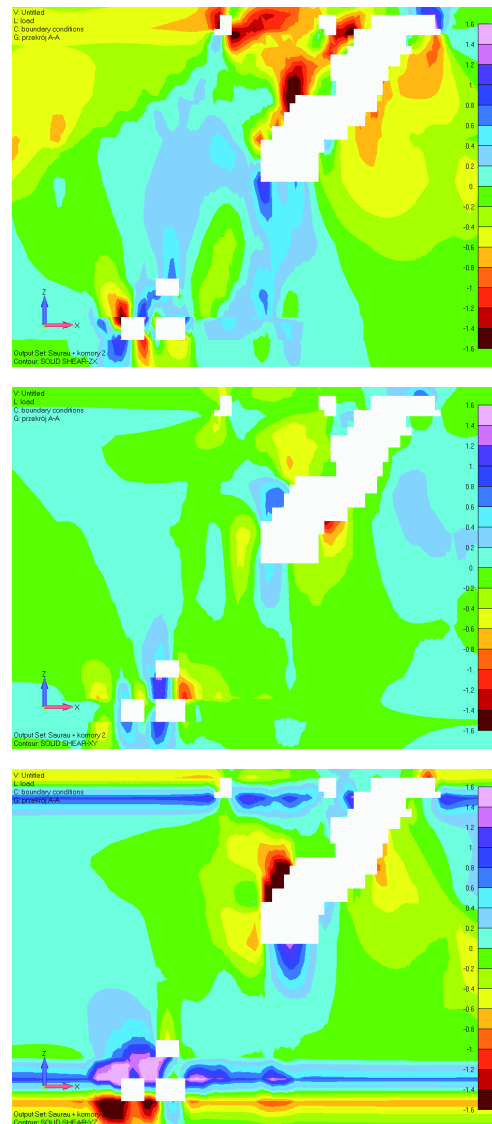 V: Untitled
L: load
C: boundary conditions
G: przekrój A-A
1.6
1.4
1.2
1.
0.8
0.6
0.4
0.2
0.
-0.2
-0.4
-0.6
-0.8
-1.
-1.2
-1.4
-1.6
Z
X
Output Set: Saurau + komory 2
Contour: SOLID SHEAR-ZX
V: Untitled
L: load
C: boundary conditions
G: przekrój A-A
1.6
1.4
1.2
1.
0.8
0.6
0.4
0.2
0.
-0.2
-0.4
-0.6
-0.8
-1.
-1.2
-1.4
-1.6
Z
X
Output Set: Saurau + komory 2
Contour: SOLID SHEAR-XY
V: Untitled
L: load
C: boundary conditions
G: przekrój A-A
1.6
1.4
1.2
1.
0.8
0.6
0.4
0.2
0.
-0.2
-0.4
-0.6
-0.8
-1.
-1.2
-1.4
-1.6
Z
X
Output Set: Saurau + komory
Contour: SOLID SHEAR-YZ